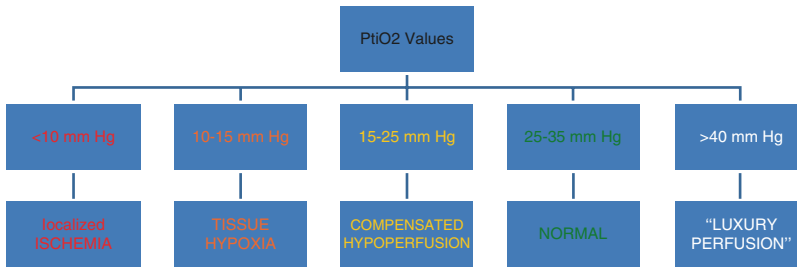 PtiO2 Values
<10 mm Hg
10-15 mm Hg
15-25 mm Hg
25-35 mm Hg
>40 mm Hg
localized
ISCHEMIA
TISSUE
HYPOXIA
COMPENSATED
HYPOPERFUSION
NORMAL
“LUXURY
PERFUSION”